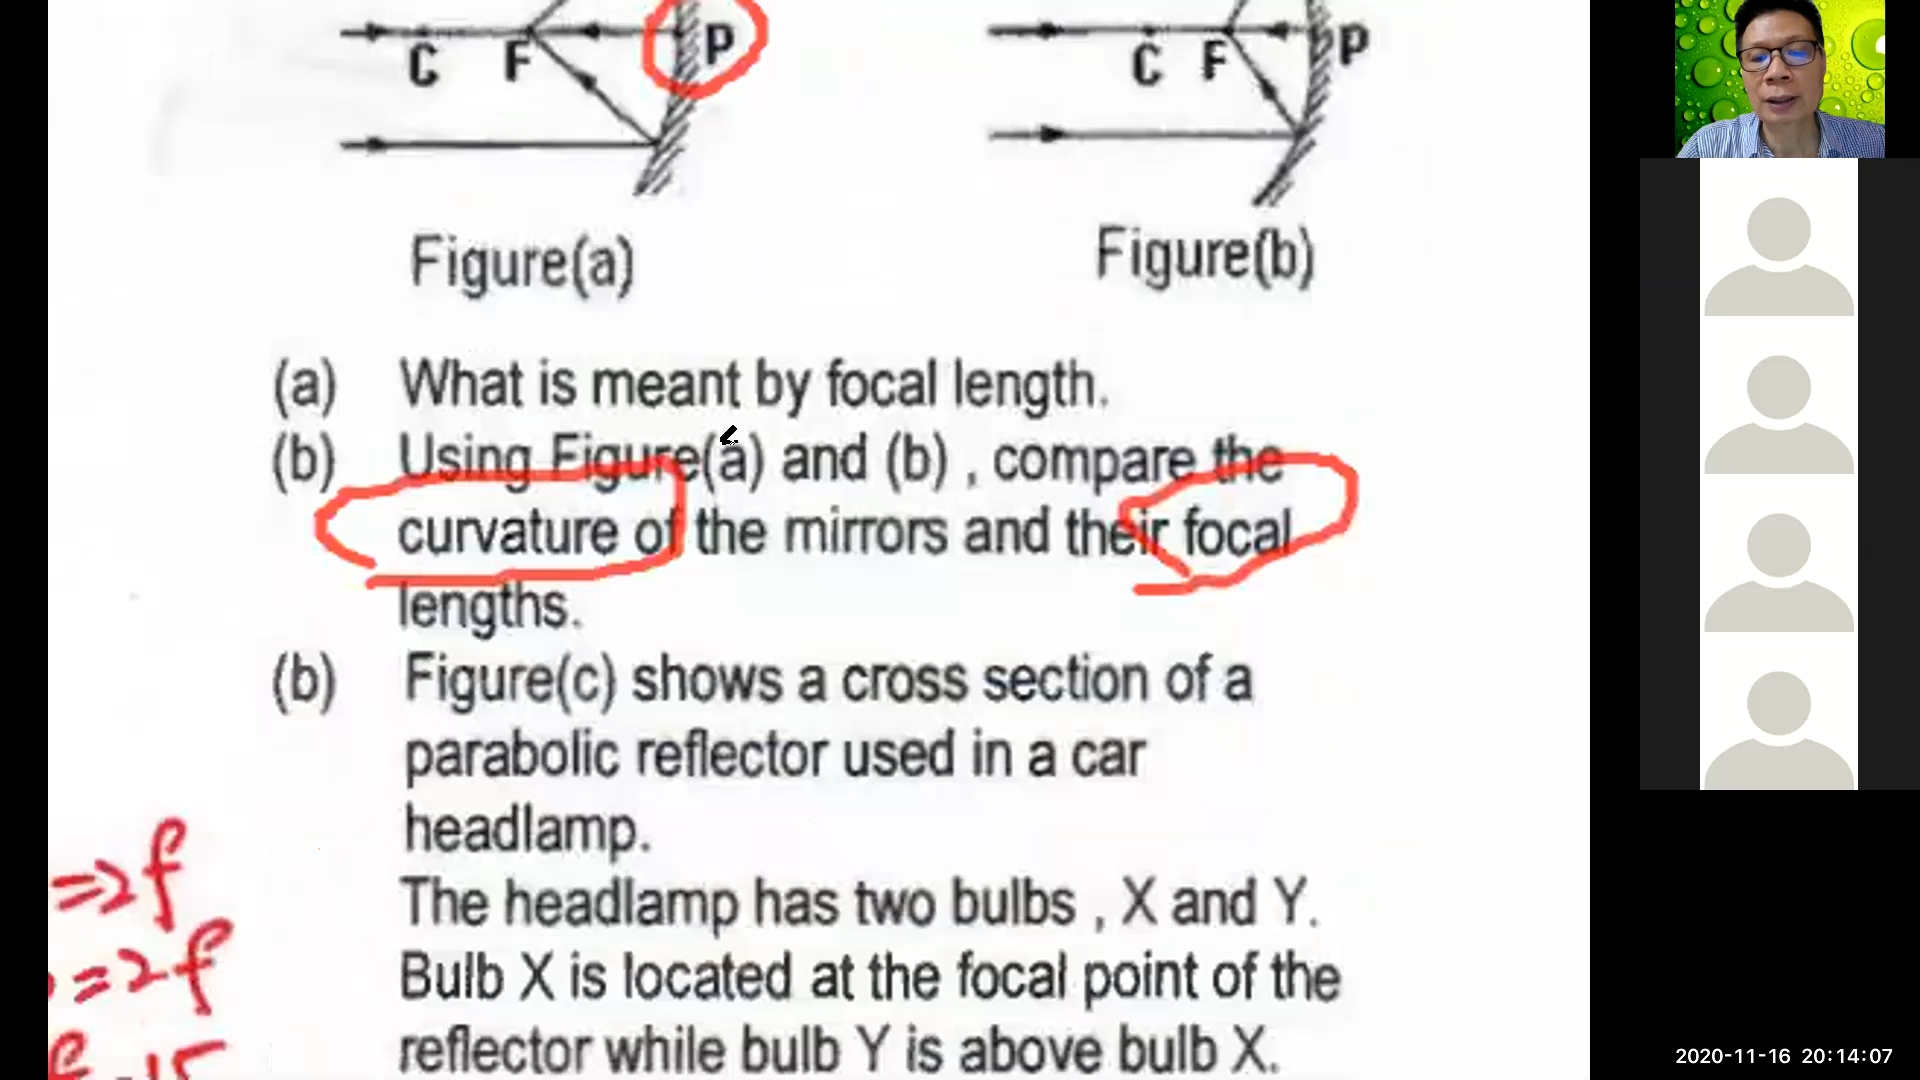 C F P
C F P
Figure(a) Figure(b)
(a) What is meant by focal length.
(b) Using Figure(a) and (b) , compare the
curvature of the mirrors and their focal
lengths.
(b) Figure(c) shows a cross section of a
parabolic reflector used in a car
headlamp.
The headlamp has two bulbs , X and Y.
Bulb X is located at the focal point of the
reflector while bulb Y is above bulb X.
=>2f
=2f
2020-11-16 20:14:07